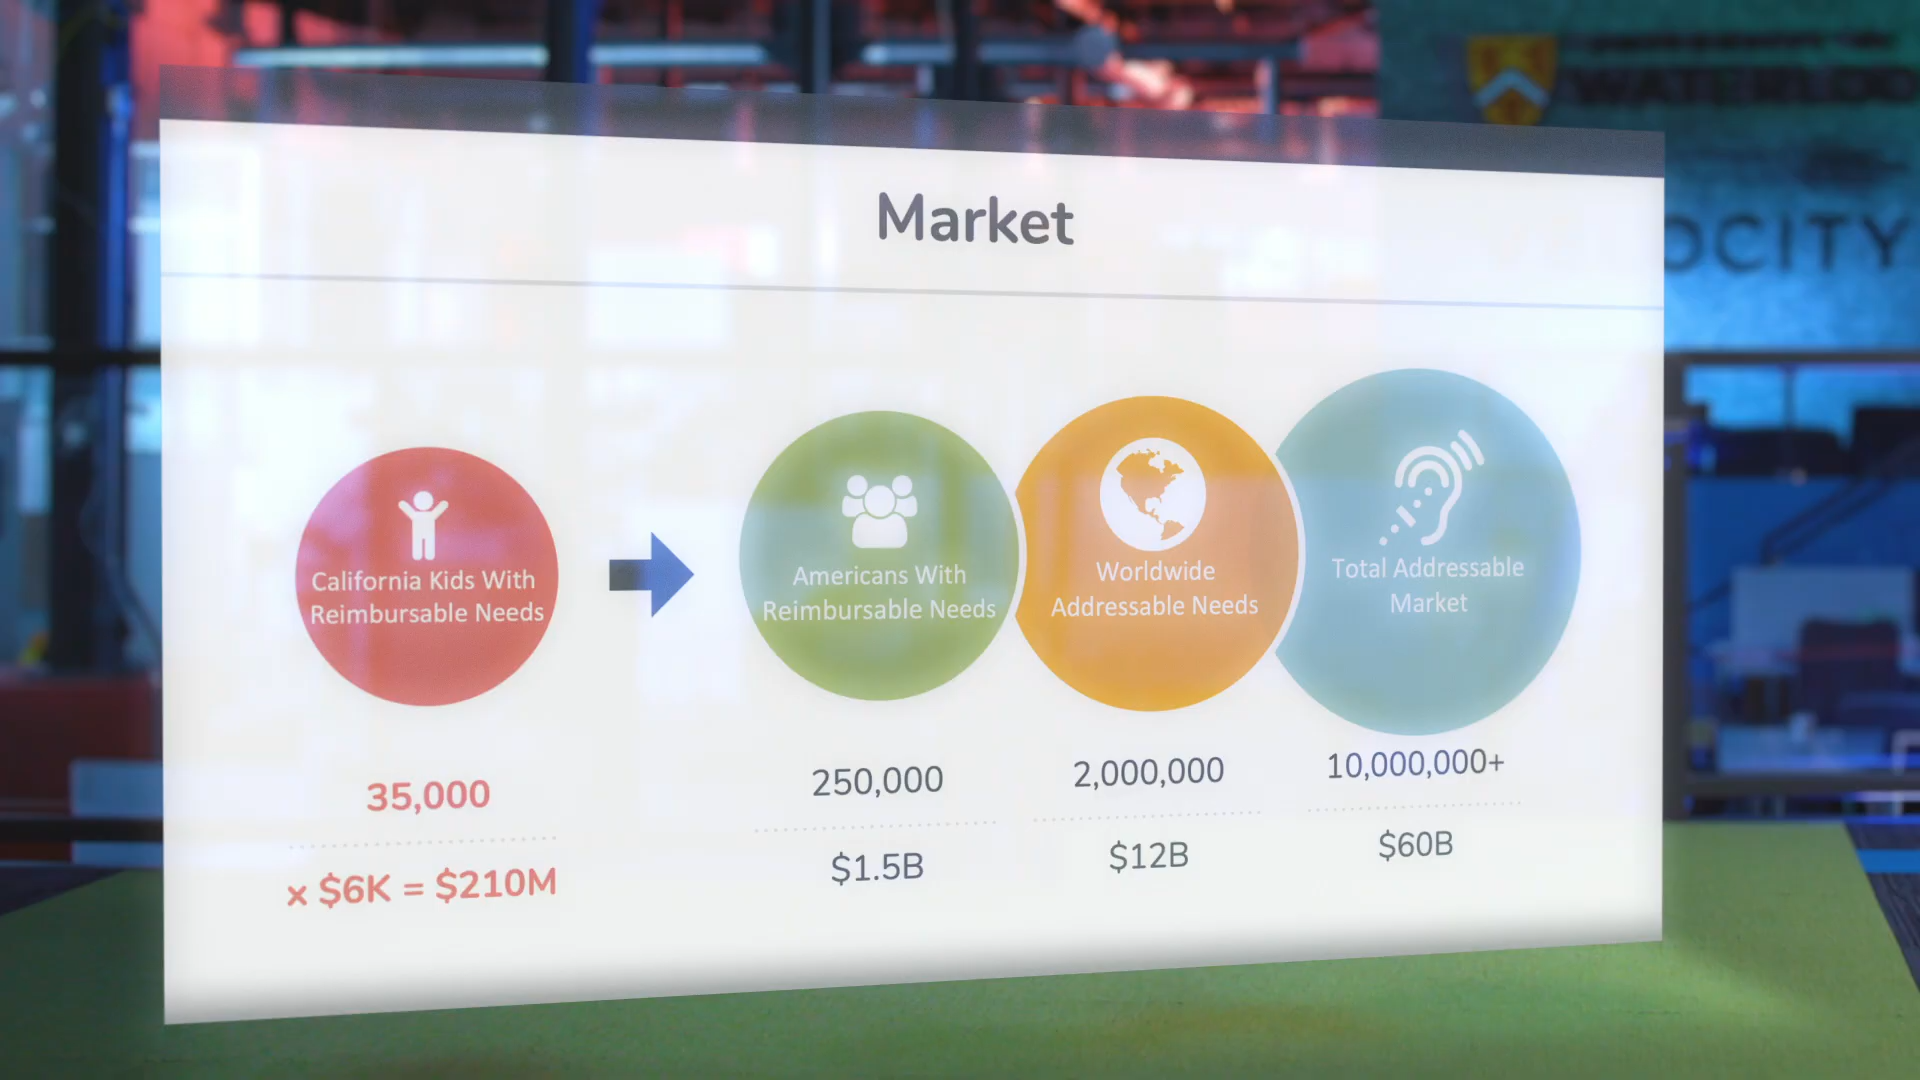 WATERLOO
OCITY
Market
California Kids With
Reimbursable Needs
35,000
x $6K = $210M
Americans With
Reimbursable Needs
250,000
$1.5B
Worldwide
Addressable Needs
2,000,000
$12B
Total Addressable
Market
10,000,000+
$60B